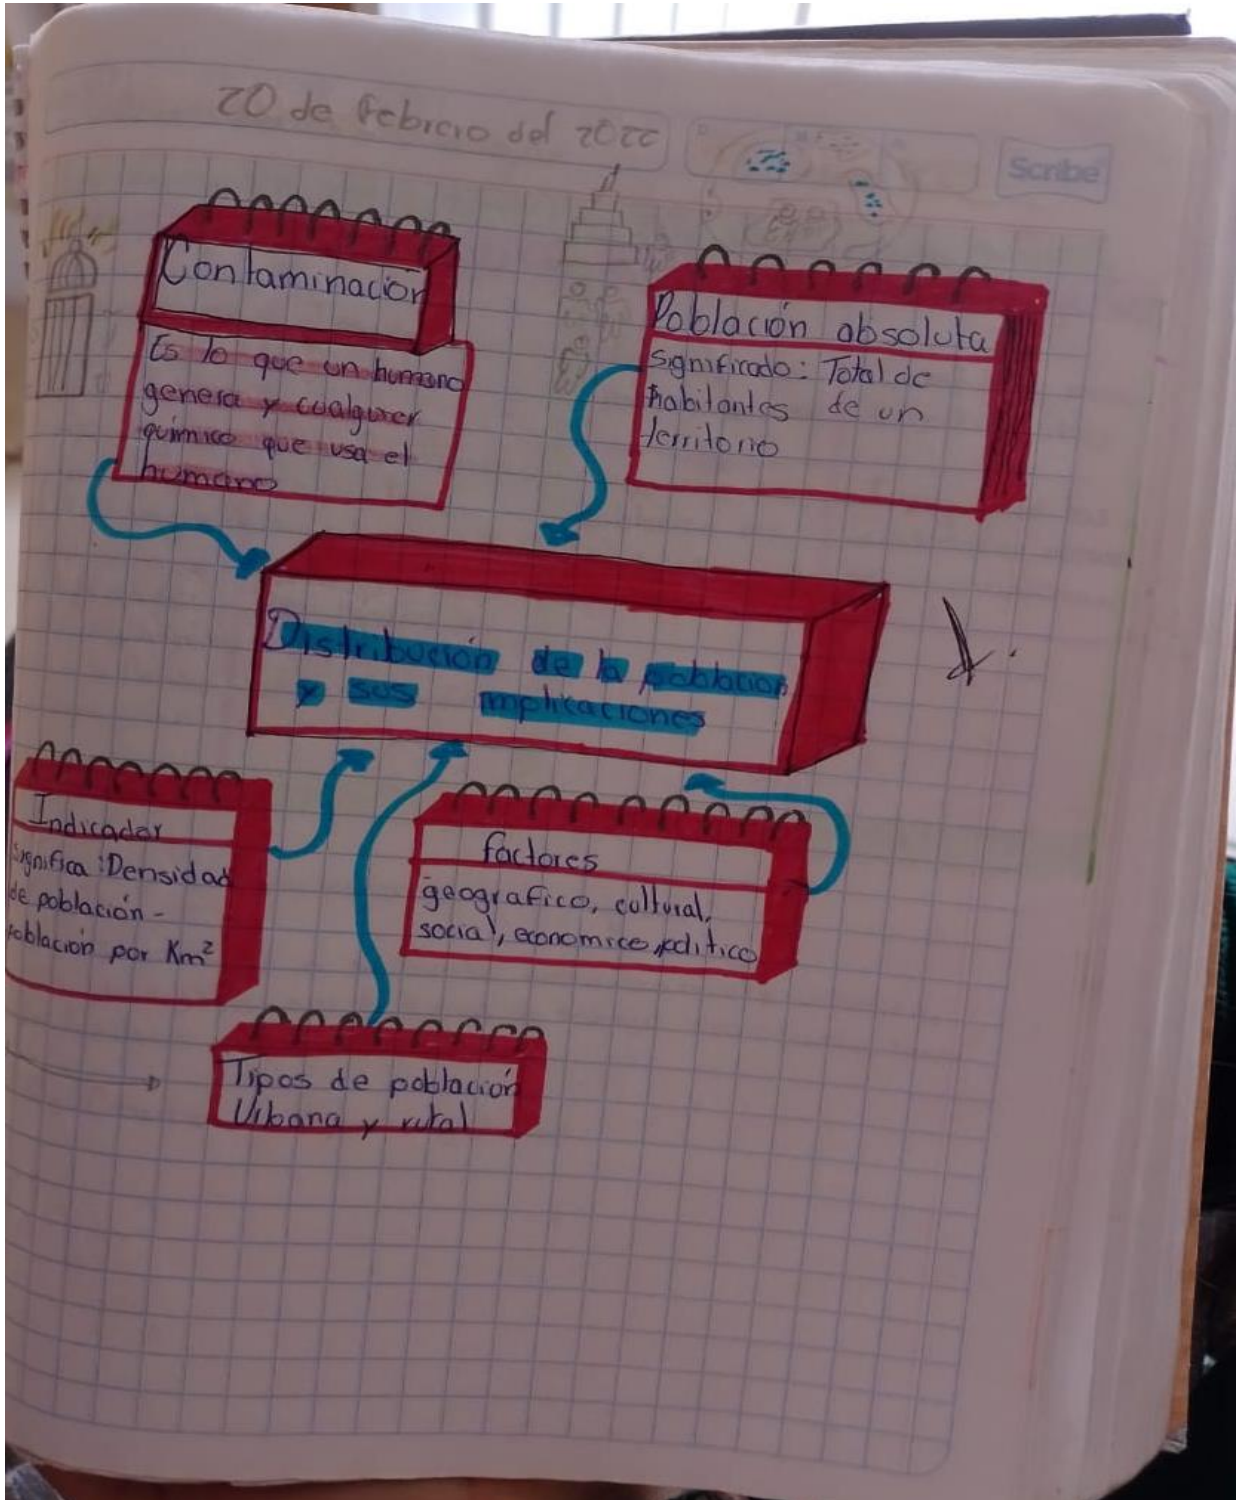 20 de febrero del 2022
Scribe
Contaminación
Es lo que un humano
genera y cualquier
químico que usa el
humano
Población absoluta
significado: Total de
habitantes de un
territorio
Distribución de la población
y sus implicaciones
Indicador
significa: Densidad
de población -
población por Km²
factores
geografico, cultural,
social, economico, politico
Tipos de población
Urbana y rural